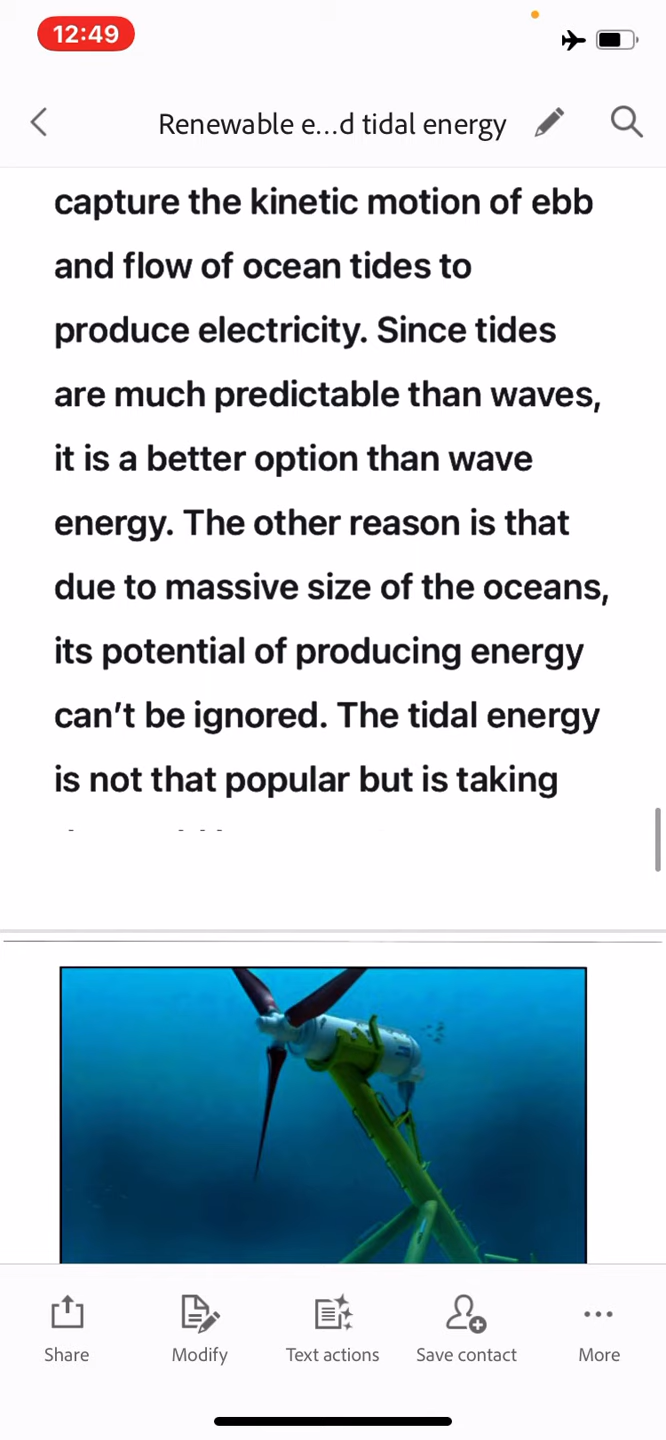 12:49
Renewable e...d tidal energy
capture the kinetic motion of ebb
and flow of ocean tides to
produce electricity. Since tides
are much predictable than waves,
it is a better option than wave
energy. The other reason is that
due to massive size of the oceans,
its potential of producing energy
can't be ignored. The tidal energy
is not that popular but is taking
Share
Modify
Text actions
Save contact
More